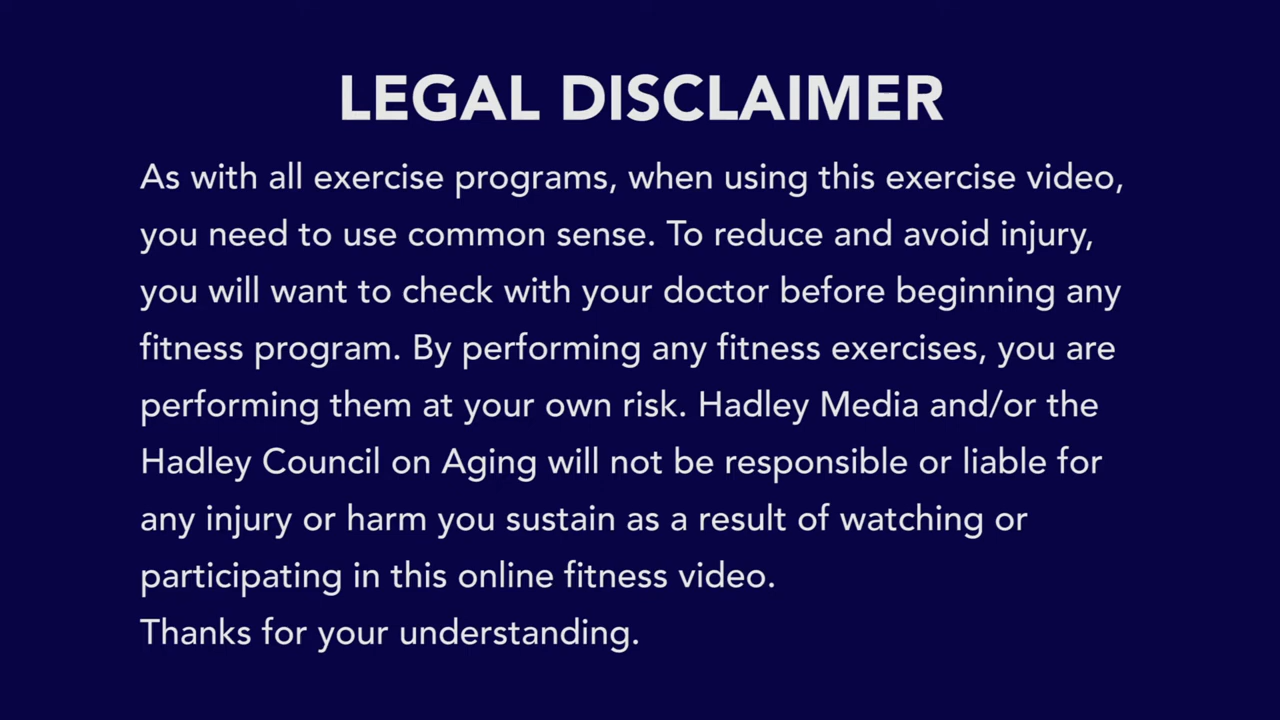 LEGAL DISCLAIMER
As with all exercise programs, when using this exercise video,
you need to use common sense. To reduce and avoid injury,
you will want to check with your doctor before beginning any
fitness program. By performing any fitness exercises, you are
performing them at your own risk. Hadley Media and/or the
Hadley Council on Aging will not be responsible or liable for
any injury or harm you sustain as a result of watching or
participating in this online fitness video.
Thanks for your understanding.